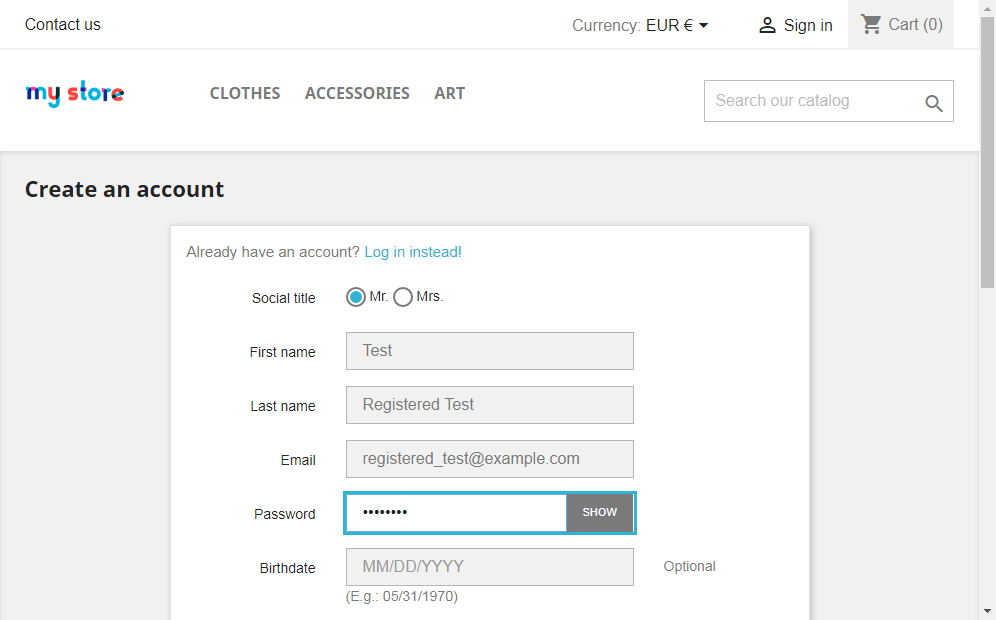 Contact us
Currency: EUR €
Sign in
Cart (0)
my store
CLOTHES
ACCESSORIES
ART
Search our catalog
Create an account
Already have an account? Log in instead!
Social title
Mr.
Mrs.
First name
Test
Last name
Registered Test
Email
registered_test@example.com
Password
••••••••
SHOW
Birthdate
MM/DD/YYYY
Optional
(E.g.: 05/31/1970)